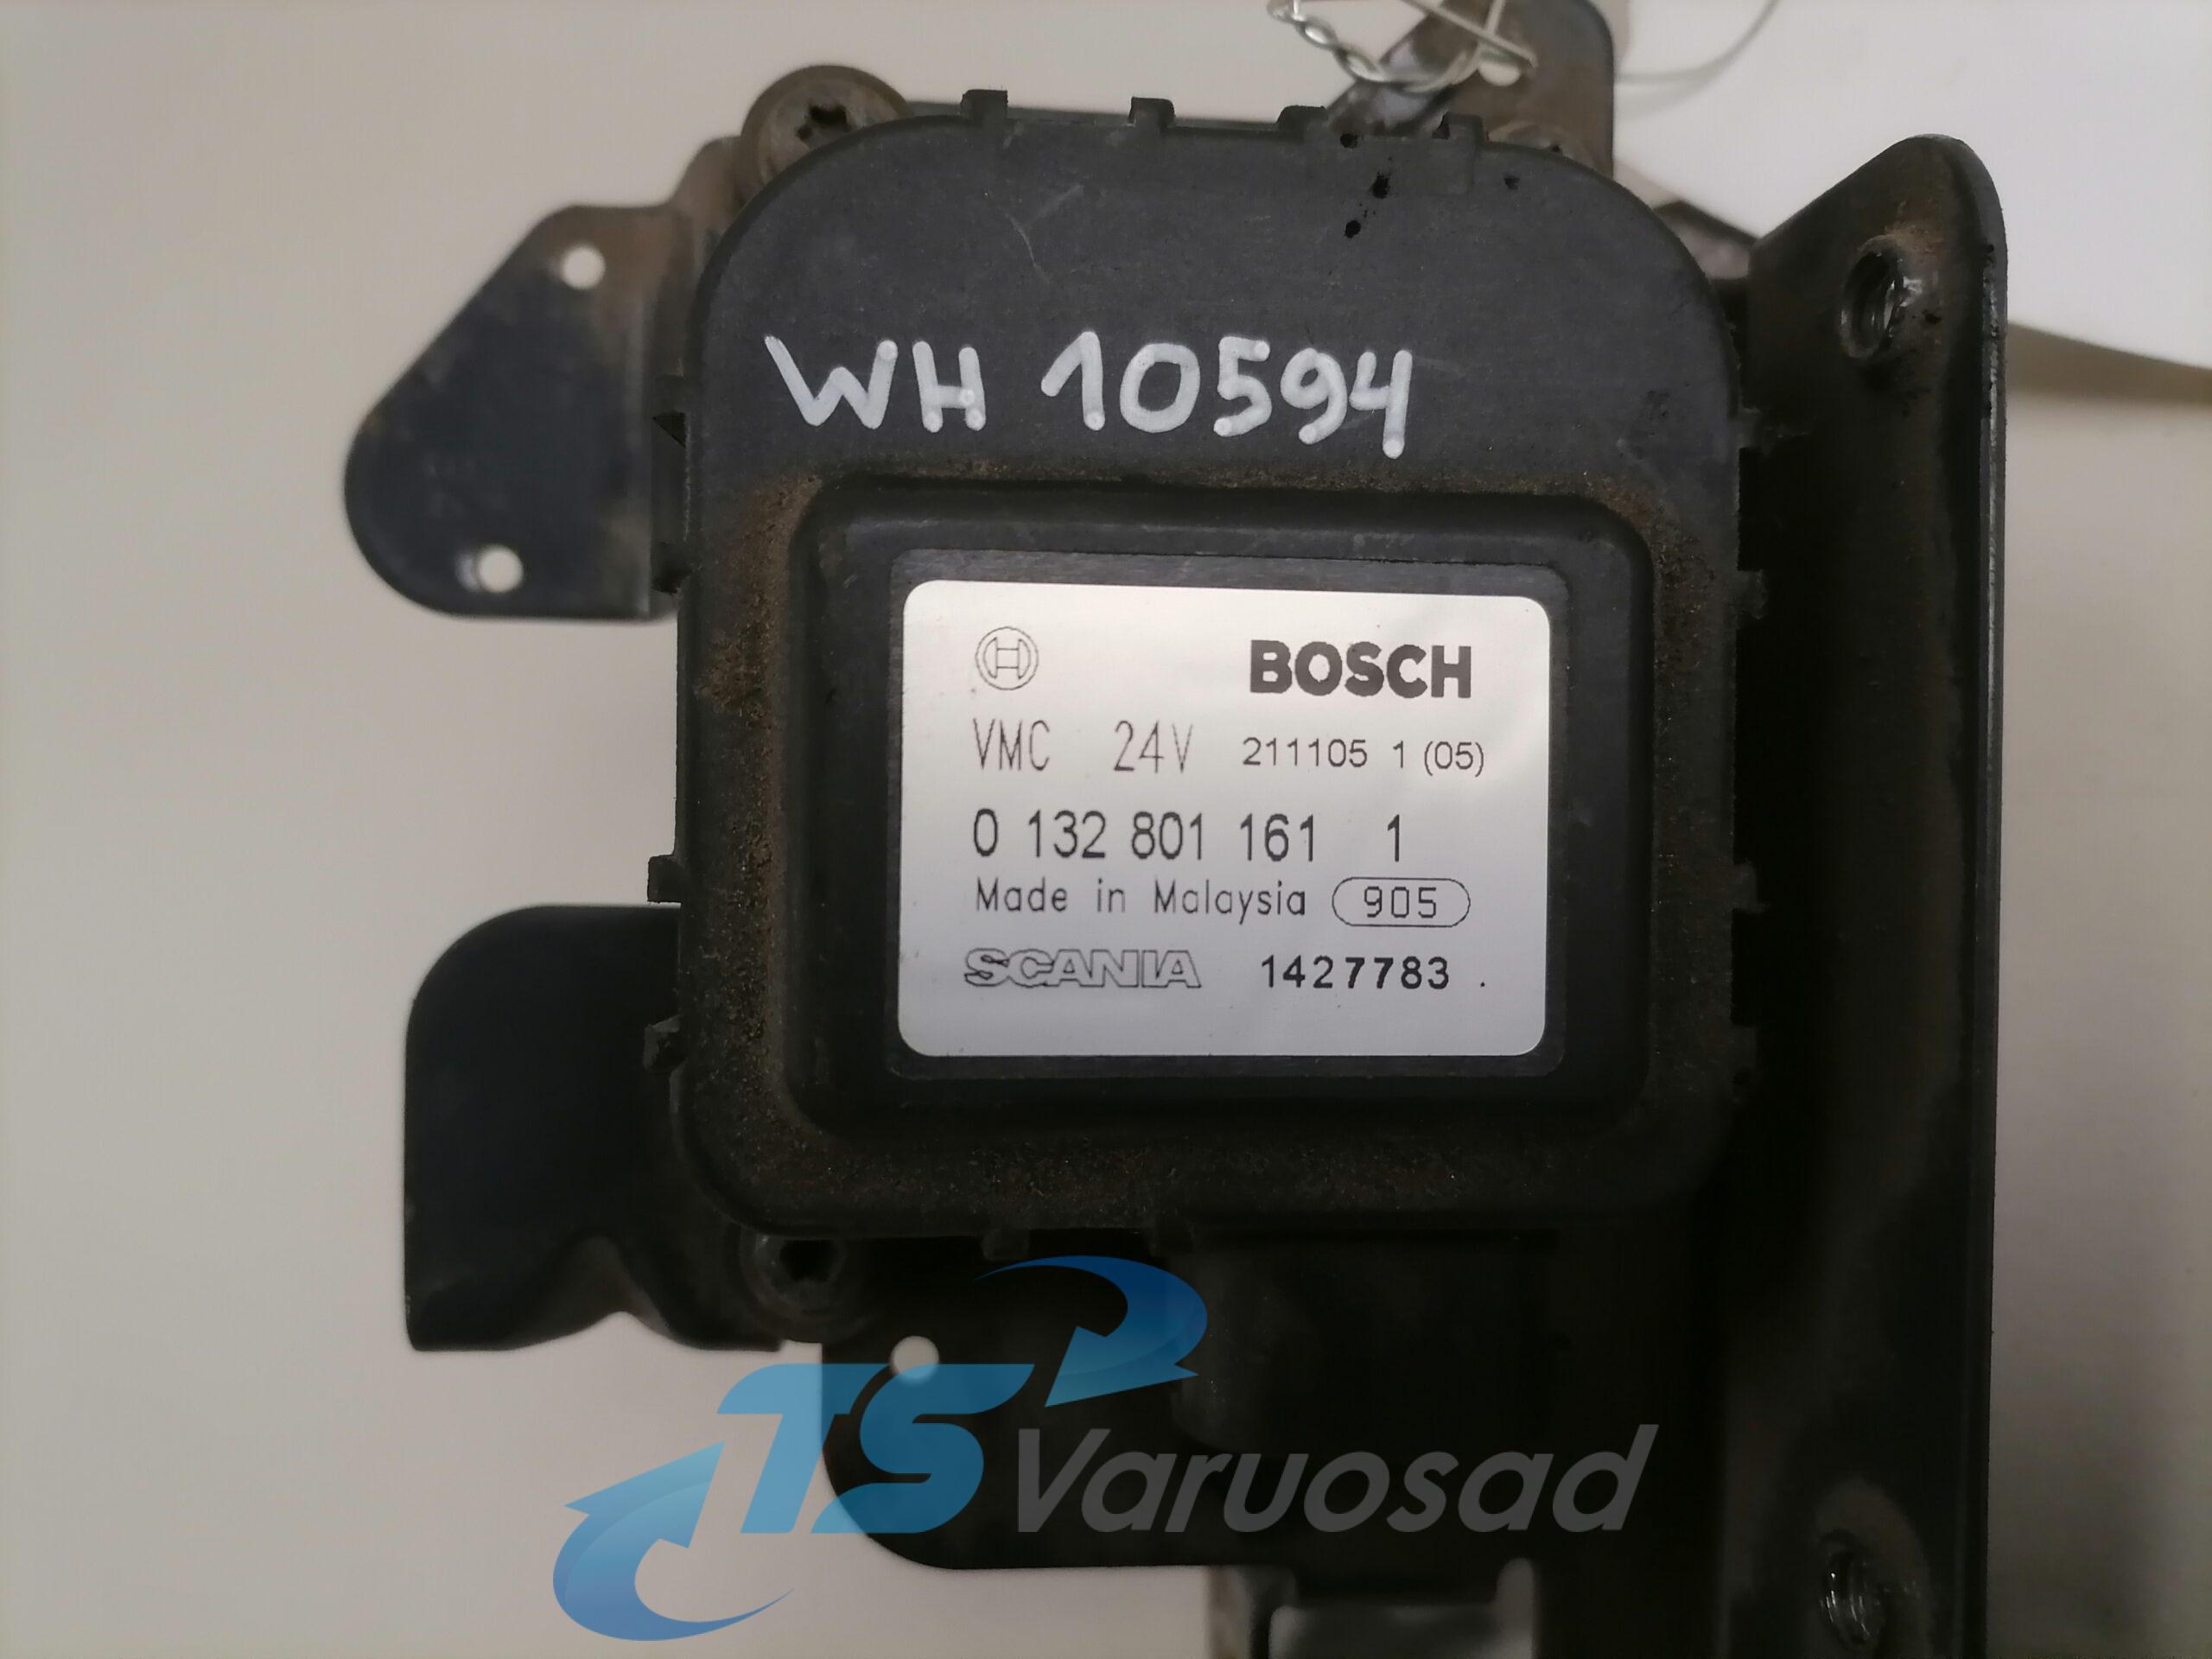 WH 10594
BOSCH
VMC 24V 211105 1 (05)
0 132 801 161 1
Made in Malaysia 905
SCANIA 1427783 .
TS Varuosad